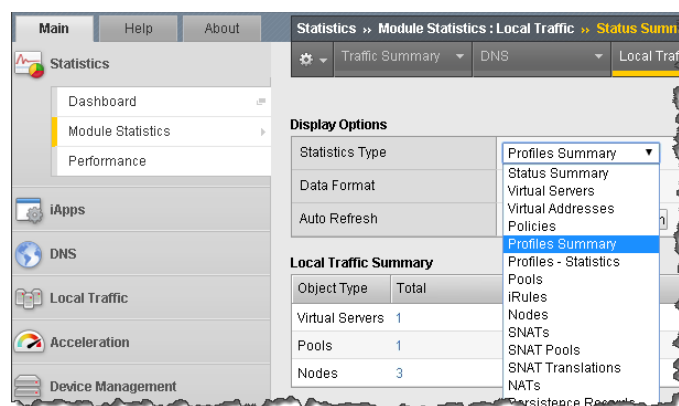 Main Help About
Statistics » Module Statistics : Local Traffic » Status Summ
Statistics
Traffic Summary DNS Local Traf
Dashboard
Module Statistics
Performance
Display Options
Statistics Type Profiles Summary
Data Format
Auto Refresh
Status Summary
Virtual Servers
Virtual Addresses
Policies
Profiles Summary
Profiles - Statistics
Pools
iRules
Nodes
SNATs
SNAT Pools
SNAT Translations
NATs
Persistence Records
iApps
DNS
Local Traffic
Acceleration
Device Management
Local Traffic Summary
Object Type Total
Virtual Servers 1
Pools 1
Nodes 3